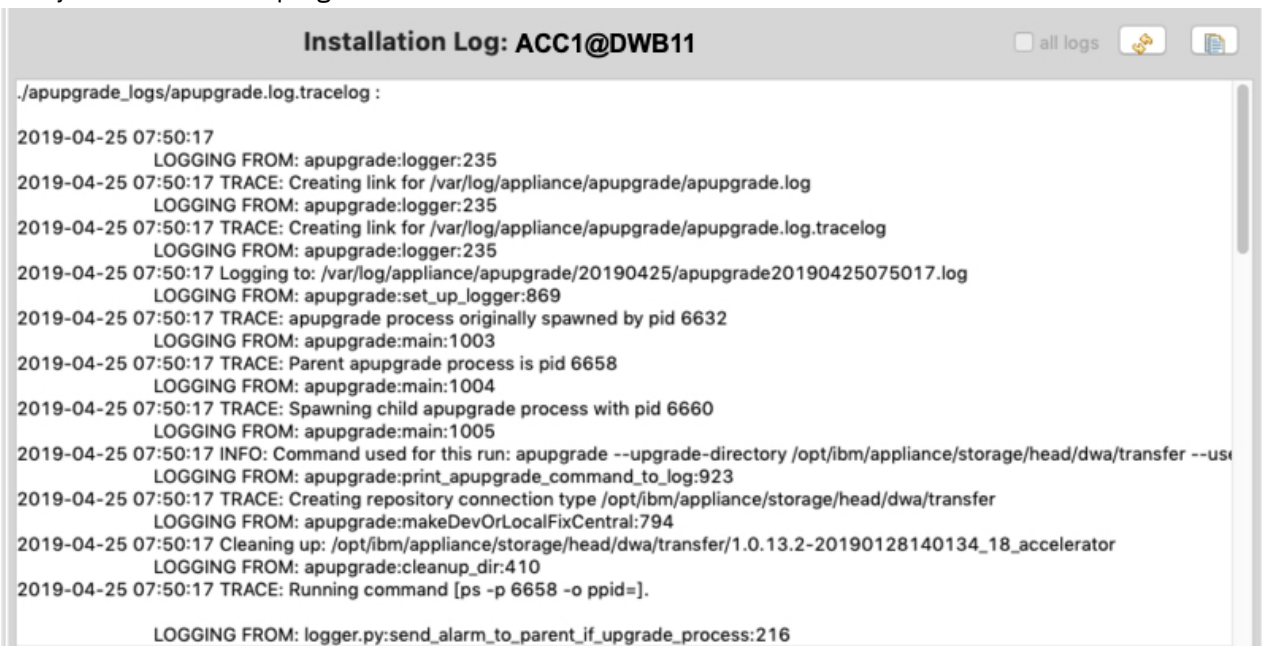 Installation Log: ACC1@DWB11
all logs
./apupgrade_logs/apupgrade.log.tracelog :
2019-04-25 07:50:17
LOGGING FROM: apupgrade:logger:235
2019-04-25 07:50:17 TRACE: Creating link for /var/log/appliance/apupgrade/apupgrade.log
LOGGING FROM: apupgrade:logger:235
2019-04-25 07:50:17 TRACE: Creating link for /var/log/appliance/apupgrade/apupgrade.log.tracelog
LOGGING FROM: apupgrade:logger:235
2019-04-25 07:50:17 Logging to: /var/log/appliance/apupgrade/20190425/apupgrade20190425075017.log
LOGGING FROM: apupgrade:set_up_logger:869
2019-04-25 07:50:17 TRACE: apupgrade process originally spawned by pid 6632
LOGGING FROM: apupgrade:main:1003
2019-04-25 07:50:17 TRACE: Parent apupgrade process is pid 6658
LOGGING FROM: apupgrade:main:1004
2019-04-25 07:50:17 TRACE: Spawning child apupgrade process with pid 6660
LOGGING FROM: apupgrade:main:1005
2019-04-25 07:50:17 INFO: Command used for this run: apupgrade --upgrade-directory /opt/ibm/appliance/storage/head/dwa/transfer --use
LOGGING FROM: apupgrade:print_apupgrade_command_to_log:923
2019-04-25 07:50:17 TRACE: Creating repository connection type /opt/ibm/appliance/storage/head/dwa/transfer
LOGGING FROM: apupgrade:makeDevOrLocalFixCentral:794
2019-04-25 07:50:17 Cleaning up: /opt/ibm/appliance/storage/head/dwa/transfer/1.0.13.2-20190128140134_18_accelerator
LOGGING FROM: apupgrade:cleanup_dir:410
2019-04-25 07:50:17 TRACE: Running command [ps -p 6658 -o ppid=].
LOGGING FROM: logger.py:send_alarm_to_parent_if_upgrade_process:216